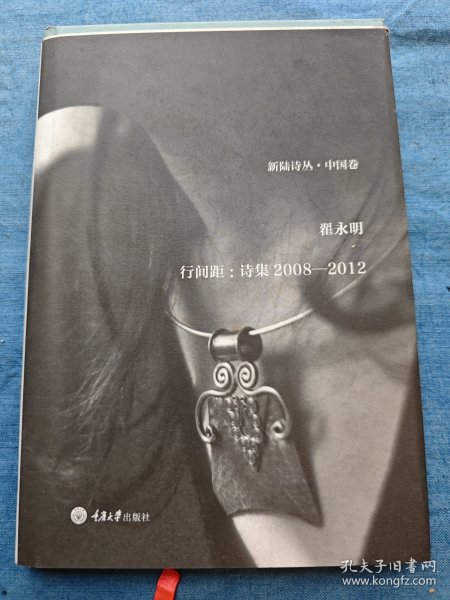 新陆诗丛·中国卷
翟永明
行间距：诗集 2008—2012
重庆大学出版社
孔夫子旧书网
www.kongfz.com